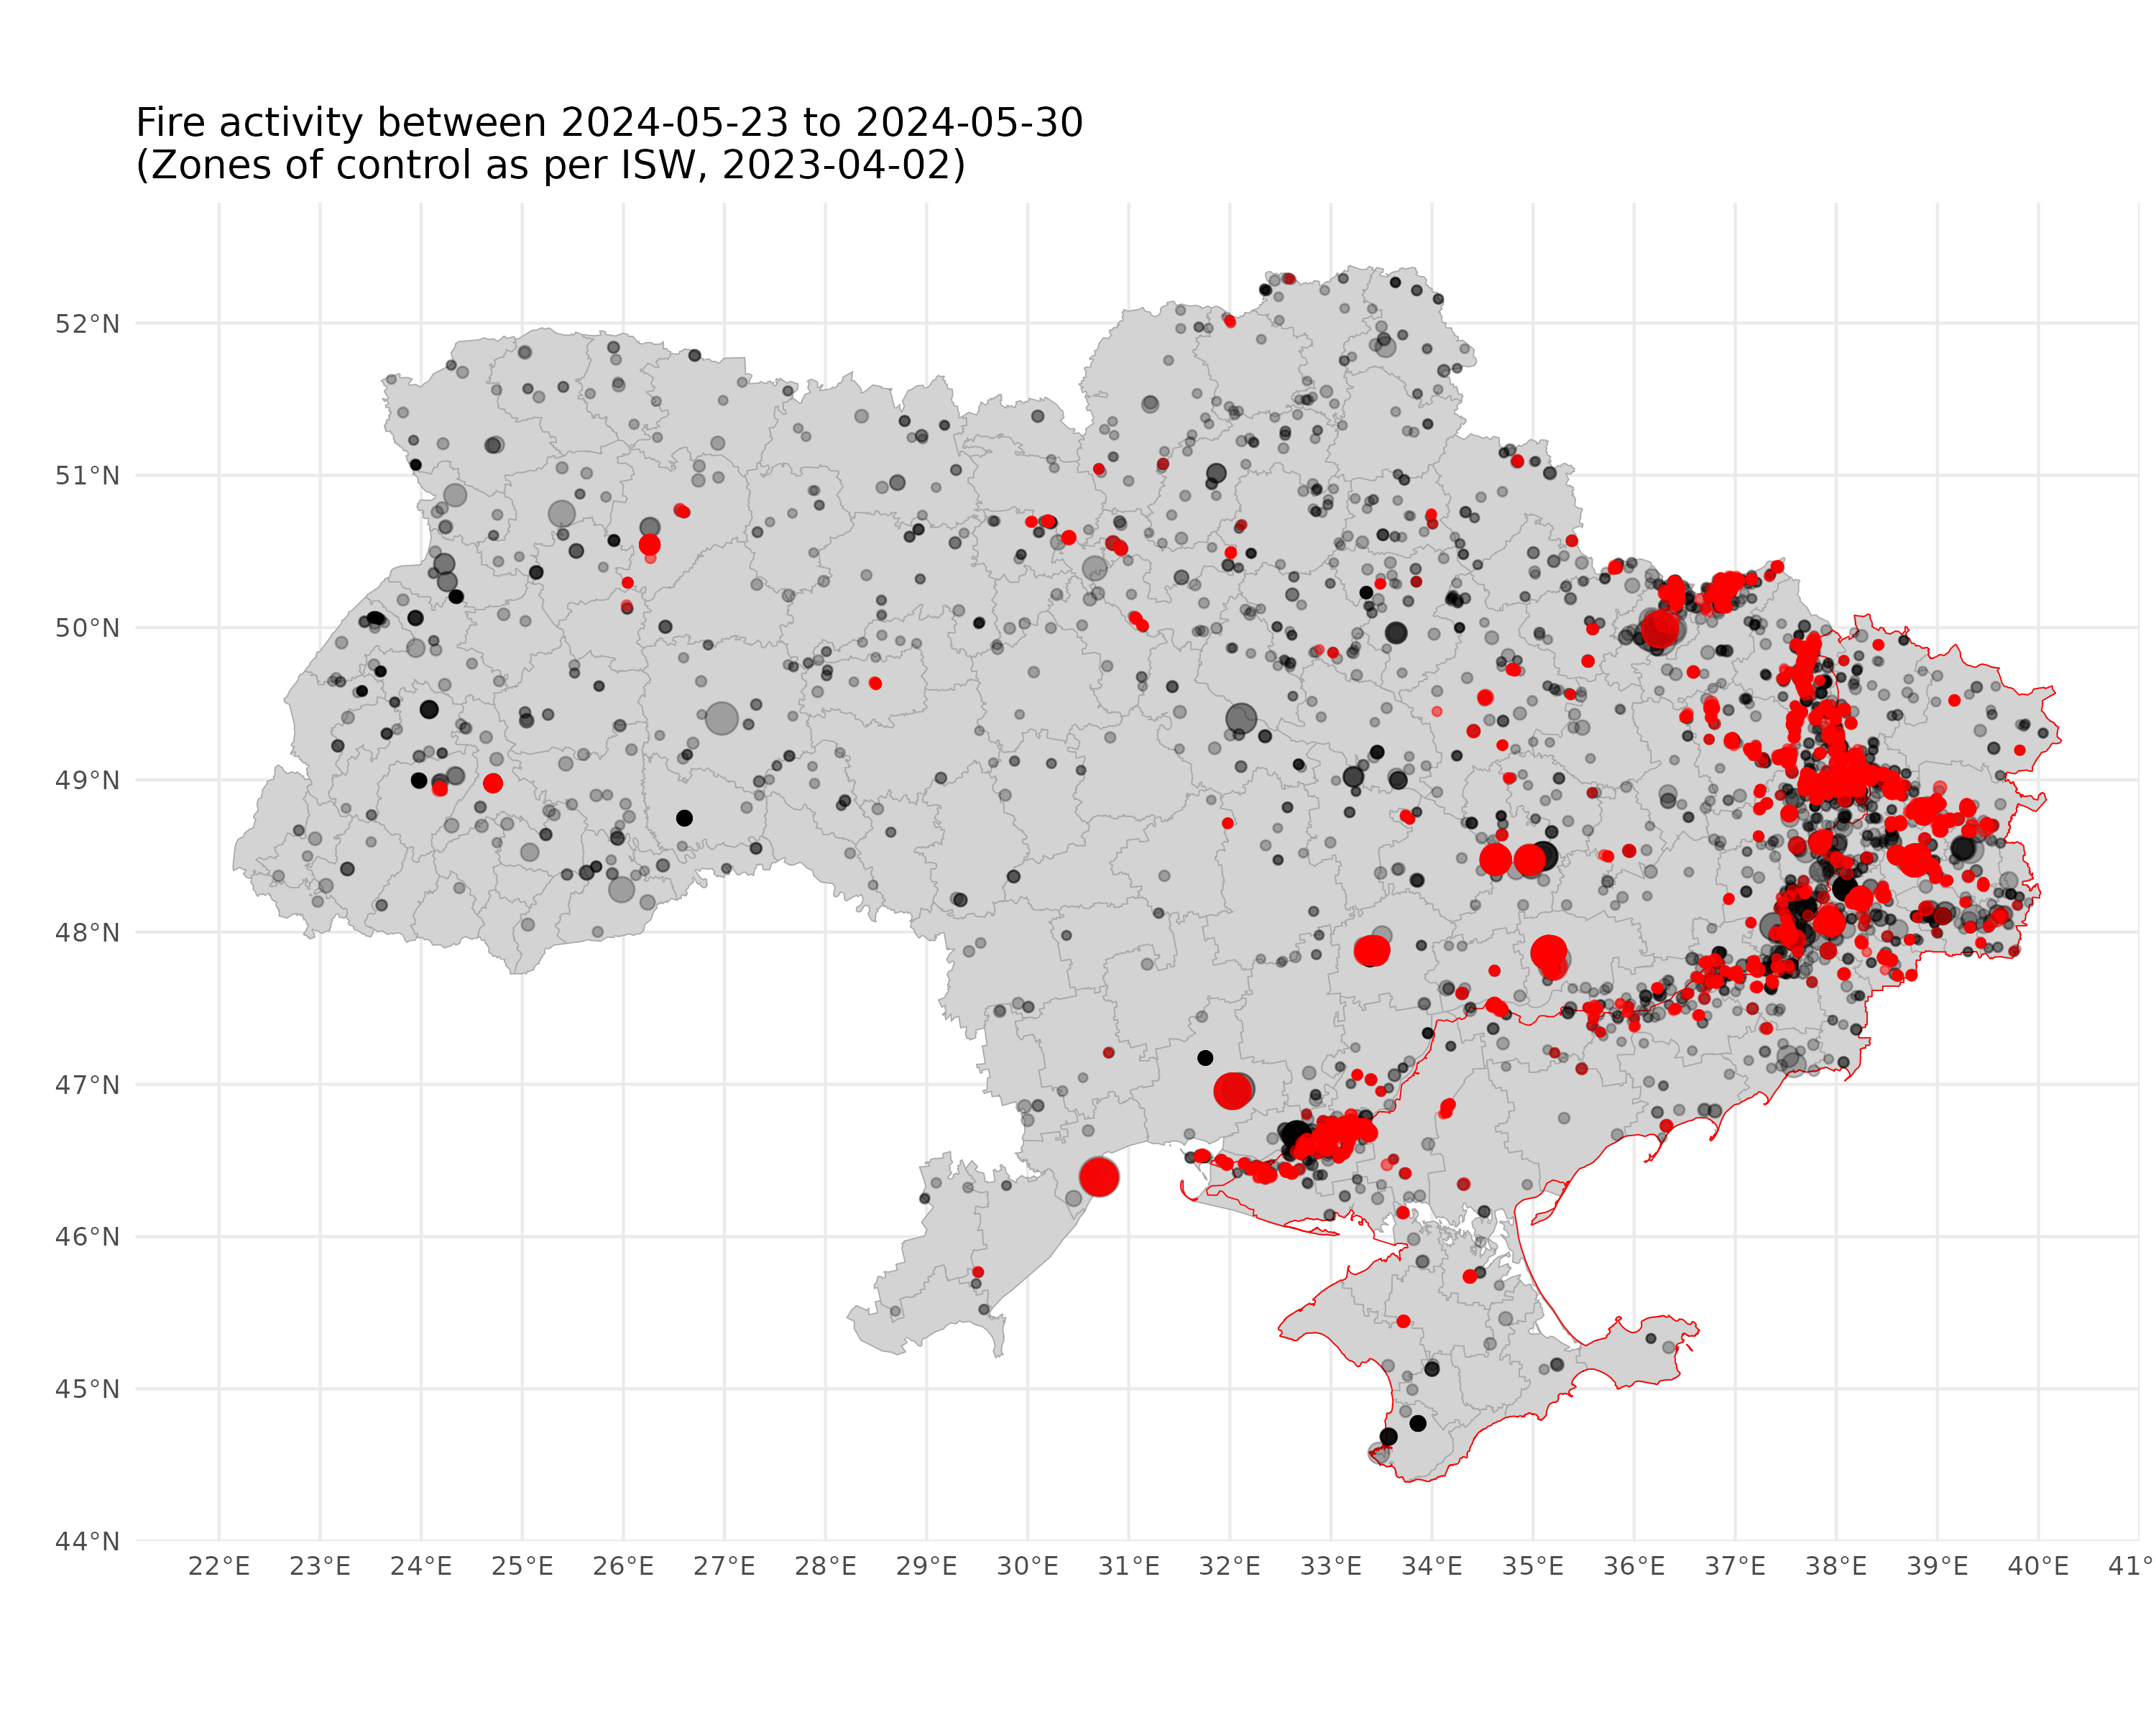 Fire activity between 2024-05-23 to 2024-05-30
(Zones of control as per ISW, 2023-04-02)
52°N
51°N
50°N
49°N
48°N
47°N
46°N
45°N
44°N
22°E 23°E 24°E 25°E 26°E 27°E 28°E 29°E 30°E 31°E 32°E 33°E 34°E 35°E 36°E 37°E 38°E 39°E 40°E 41°